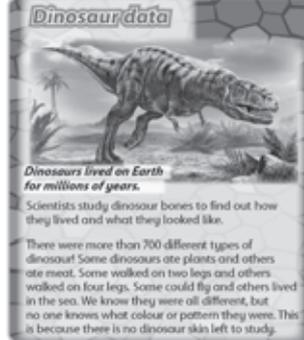 Dinosaur data
Dinosaurs lived on Earth
for millions of years.
Scientists study dinosaur bones to find out how
they lived and what they looked like.
There were more than 700 different types of
dinosaur! Some dinosaurs ate plants and others
ate meat. Some walked on two legs and others
walked on four legs. Some could fly and others lived
in the sea. We know they were all different, but
no one knows what colour or pattern they were. This
is because there is no dinosaur skin left to study.